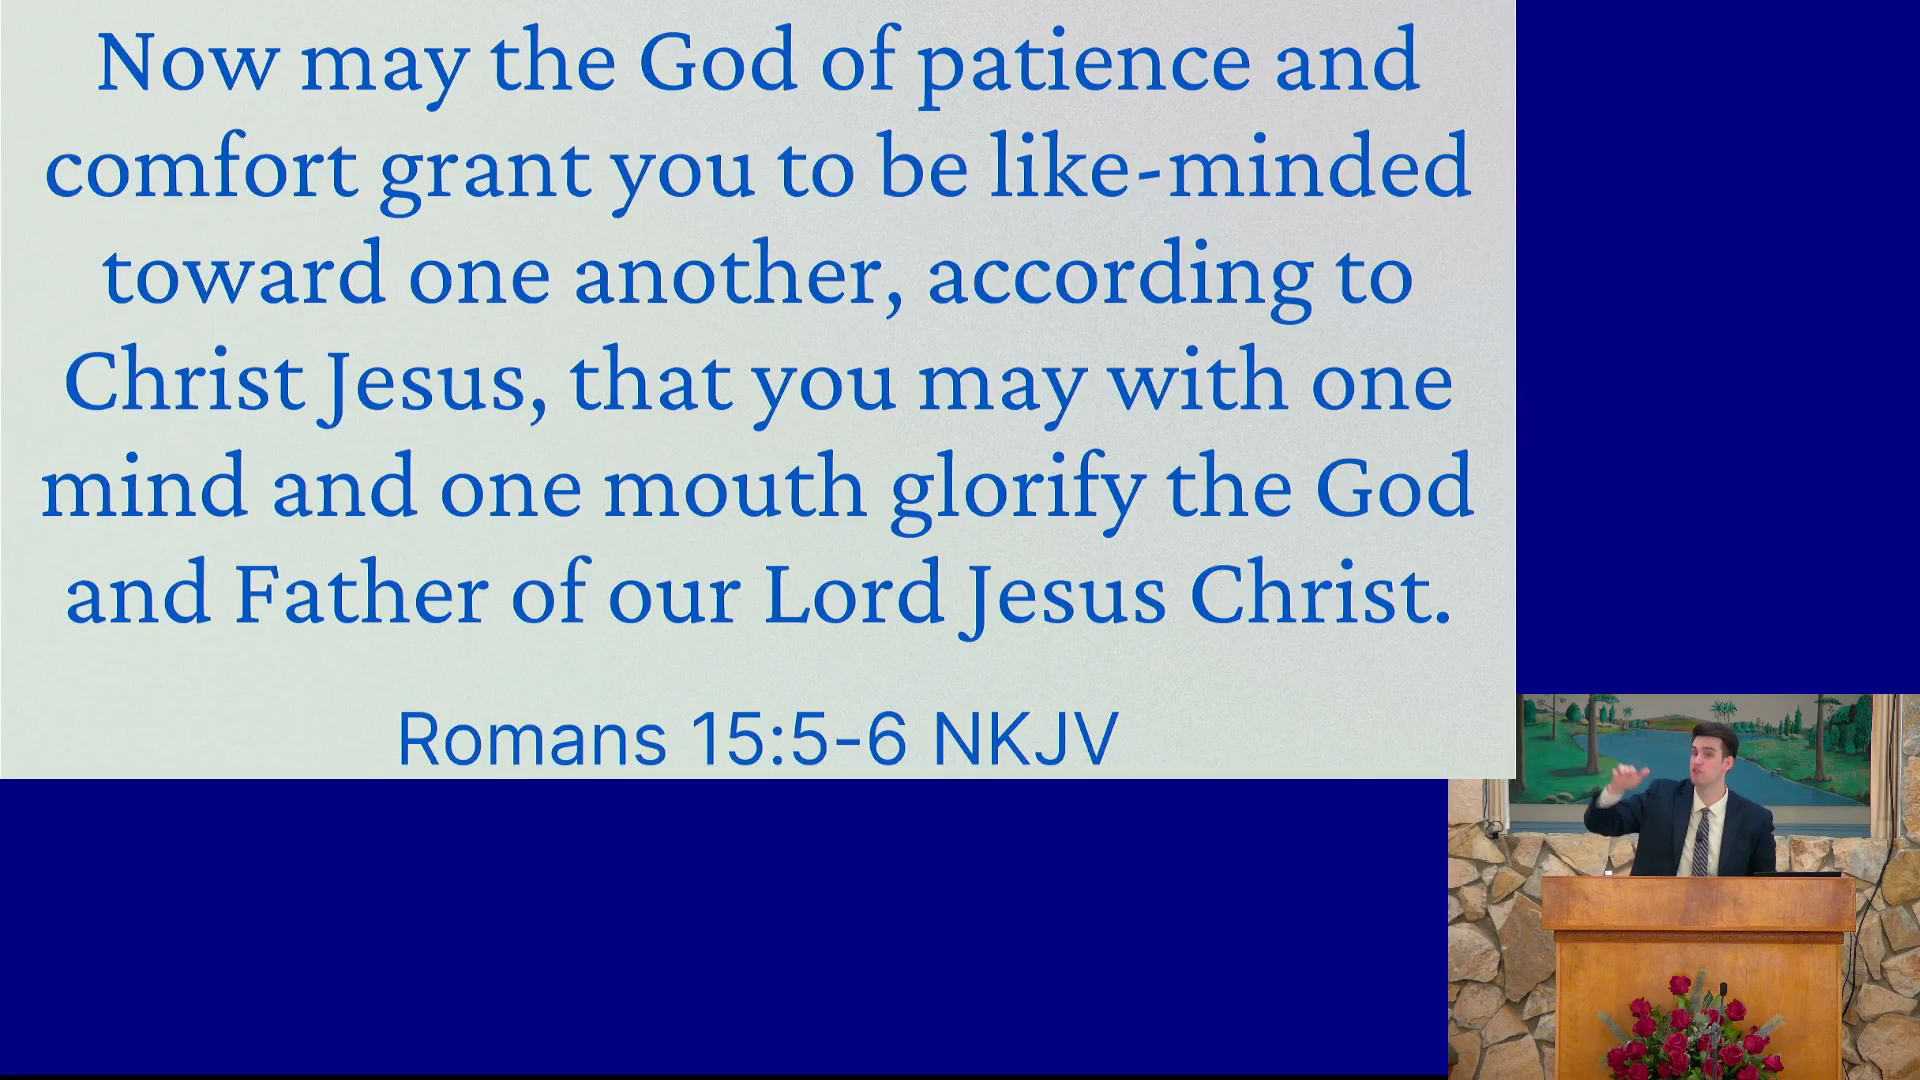 Now may the God of patience and
comfort grant you to be like-minded
toward one another, according to
Christ Jesus, that you may with one
mind and one mouth glorify the God
and Father of our Lord Jesus Christ.
Romans 15:5-6 NKJV